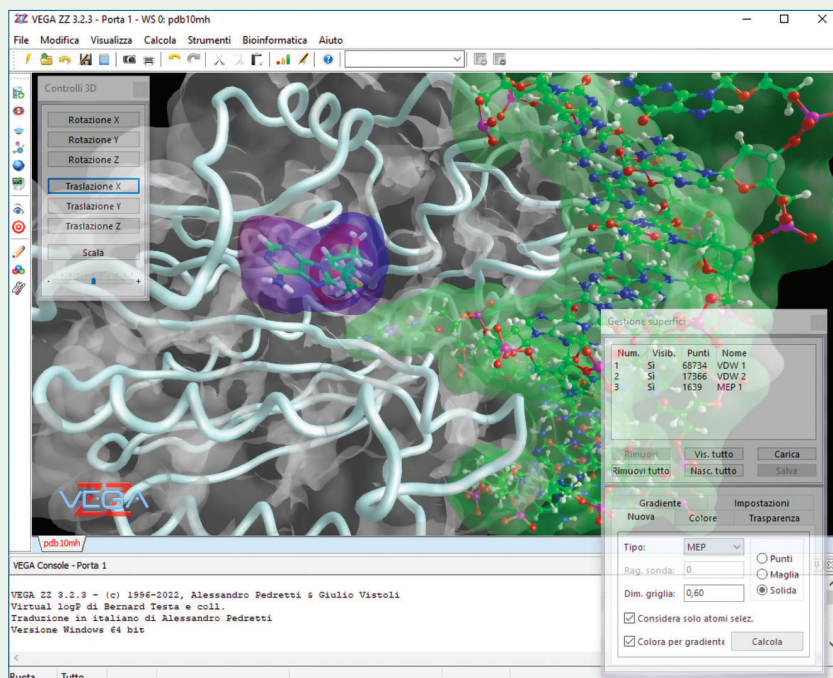 VEGA ZZ 3.2.3 - Porta 1 - WS 0: pdb10mh
File Modifica Visualizza Calcola Strumenti Bioinformatica Aiuto
Controlli 3D
Rotazione X
Rotazione Y
Rotazione Z
Traslazione X
Traslazione Y
Traslazione Z
Scala
- +
Gestione superfici
Num. Visib. Punti Nome
1 Sì 68734 VDW 1
2 Sì 17366 VDW 2
3 Sì 1639 MEP 1
Rimuovi Vis. tutto Carica
Rimuovi tutto Nasc. tutto Salva
Gradiente Impostazioni
Nuova Colore Trasparenza
Tipo: MEP
Rag. sonda: 0
Dim. griglia: 0,60
Punti
Maglia
Solida
Considera solo atomi selez.
Colora per gradiente Calcola
VEGA ZZ
pdb10mh
VEGA Console - Porta 1
VEGA ZZ 3.2.3 - (c) 1996-2022, Alessandro Pedretti & Giulio Vistoli
Virtual logP di Bernard Testa e coll.
Traduzione in italiano di Alessandro Pedretti
Versione Windows 64 bit
Ruota Tutto